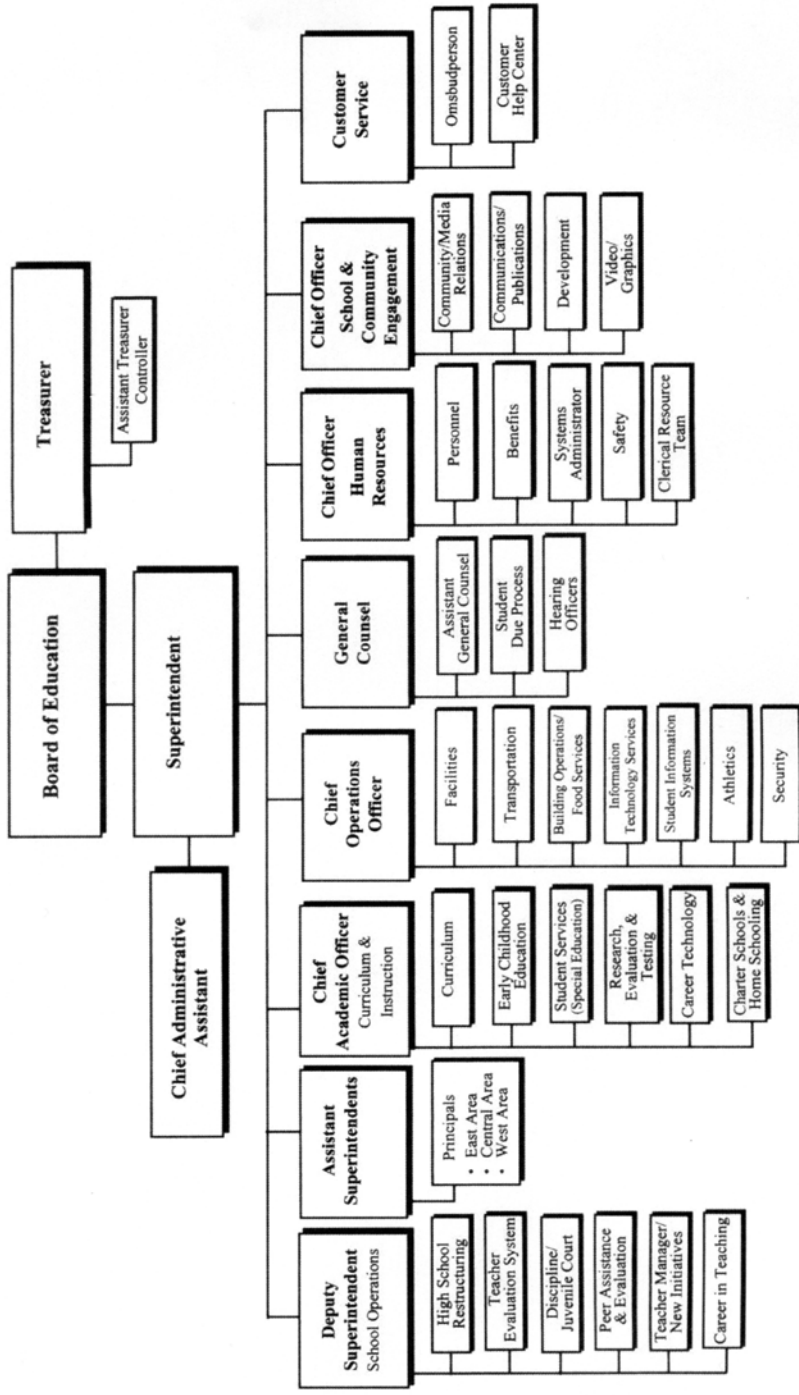 Board of Education
Treasurer
Assistant Treasurer
Controller
Superintendent
Chief Administrative
Assistant
Deputy
Superintendent
School Operations
High School
Restructuring
Teacher
Evaluation System
Discipline/
Juvenile Court
Peer Assistance
& Evaluation
Teacher Manager/
New Initiatives
Career in Teaching
Assistant
Superintendents
Principals
• East Area
• Central Area
• West Area
Chief
Academic Officer
Curriculum &
Instruction
Curriculum
Early Childhood
Education
Student Services
(Special Education)
Research,
Evaluation &
Testing
Career Technology
Charter Schools &
Home Schooling
Chief
Operations
Officer
Facilities
Transportation
Building Operations/
Food Services
Information
Technology Services
Student Information
Systems
Athletics
Security
General
Counsel
Assistant
General Counsel
Student
Due Process
Hearing
Officers
Chief Officer
Human
Resources
Personnel
Benefits
Systems
Administrator
Safety
Clerical Resource
Team
Chief Officer
School &
Community
Engagement
Community/Media
Relations
Communications/
Publications
Development
Video/
Graphics
Customer
Service
Omsbudperson
Customer
Help Center